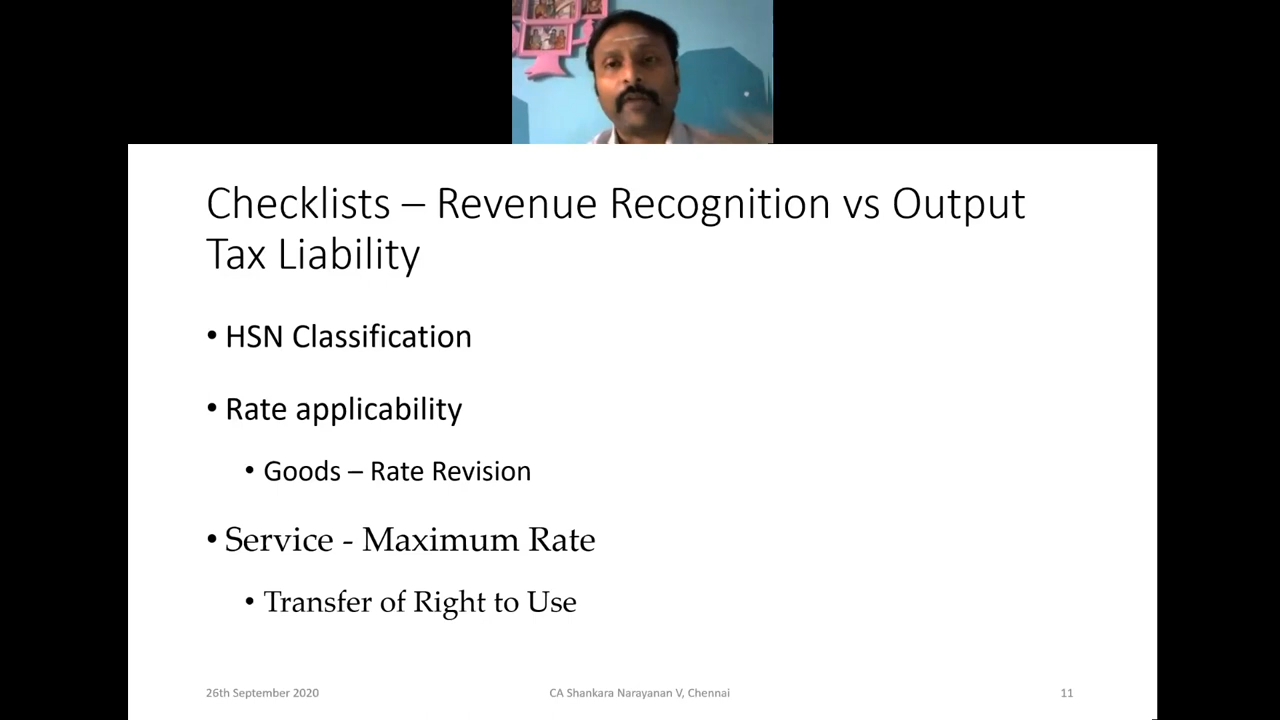 Checklists – Revenue Recognition vs Output
Tax Liability
• HSN Classification
• Rate applicability
• Goods – Rate Revision
• Service - Maximum Rate
• Transfer of Right to Use
26th September 2020
CA Shankara Narayanan V, Chennai
11